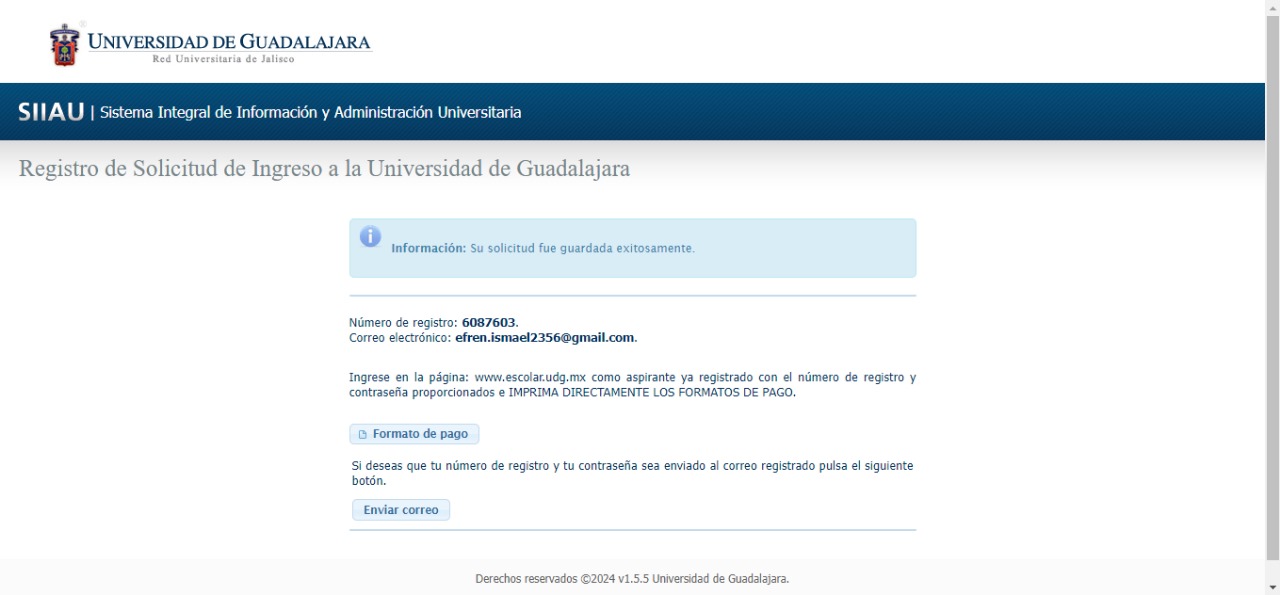 UNIVERSIDAD DE GUADALAJARA
Red Universitaria de Jalisco
SIIAU | Sistema Integral de Información y Administración Universitaria
Registro de Solicitud de Ingreso a la Universidad de Guadalajara
Información: Su solicitud fue guardada exitosamente.
Número de registro: 6087603.
Correo electrónico: efren.ismael2356@gmail.com.
Ingrese en la página: www.escolar.udg.mx como aspirante ya registrado con el número de registro y
contraseña proporcionados e IMPRIMA DIRECTAMENTE LOS FORMATOS DE PAGO.
Formato de pago
Si deseas que tu número de registro y tu contraseña sea enviado al correo registrado pulsa el siguiente
botón.
Enviar correo
Derechos reservados ©2024 v1.5.5 Universidad de Guadalajara.